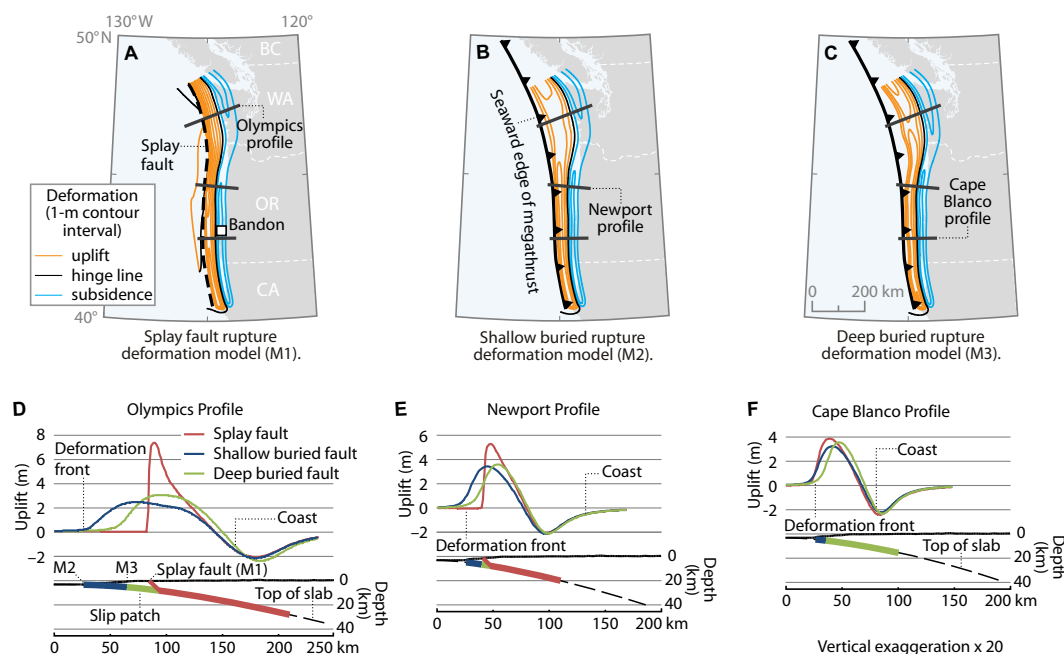 130°W
120°
50°N
A
BC
WA
Olympics
profile
Splay
fault
OR
Bandon
CA
40°
Deformation
(1-m contour
interval)
uplift
hinge line
subsidence
Splay fault rupture
deformation model (M1).
B
Seaward edge of megathrust
Newport
profile
Shallow buried rupture
deformation model (M2).
C
Cape
Blanco
profile
0
200 km
Deep buried rupture
deformation model (M3).
D
Olympics Profile
Splay fault
Shallow buried fault
Deep buried fault
Deformation
front
Coast
Uplift (m)
8
6
4
2
0
−2
M2
M3
Splay fault (M1)
Top of slab
Slip patch
0
20
40
Depth
(km)
0
50
100
150
200
250 km
E
Newport Profile
Coast
Uplift (m)
6
4
2
0
−2
Deformation front
0
20
40
Depth
(km)
0
50
100
150
200 km
F
Cape Blanco Profile
Coast
Uplift (m)
4
2
0
−2
Deformation front
Top of slab
0
20
40
Depth
(km)
0
50
100
150
200 km
Vertical exaggeration x 20